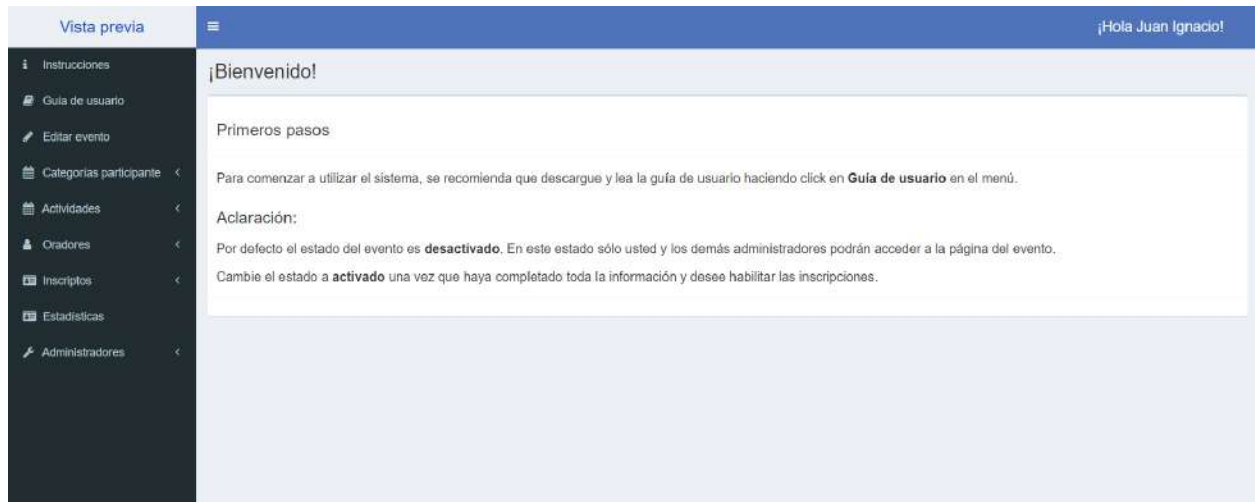 Vista previa
¡Hola Juan Ignacio!
Instrucciones
Guía de usuario
Editar evento
Categorías participante
Actividades
Oradores
Inscriptos
Estadísticas
Administradores
¡Bienvenido!
Primeros pasos
Para comenzar a utilizar el sistema, se recomienda que descargue y lea la guía de usuario haciendo click en Guía de usuario en el menú.
Aclaración:
Por defecto el estado del evento es desactivado. En este estado sólo usted y los demás administradores podrán acceder a la página del evento.
Cambie el estado a activado una vez que haya completado toda la información y desee habilitar las inscripciones.